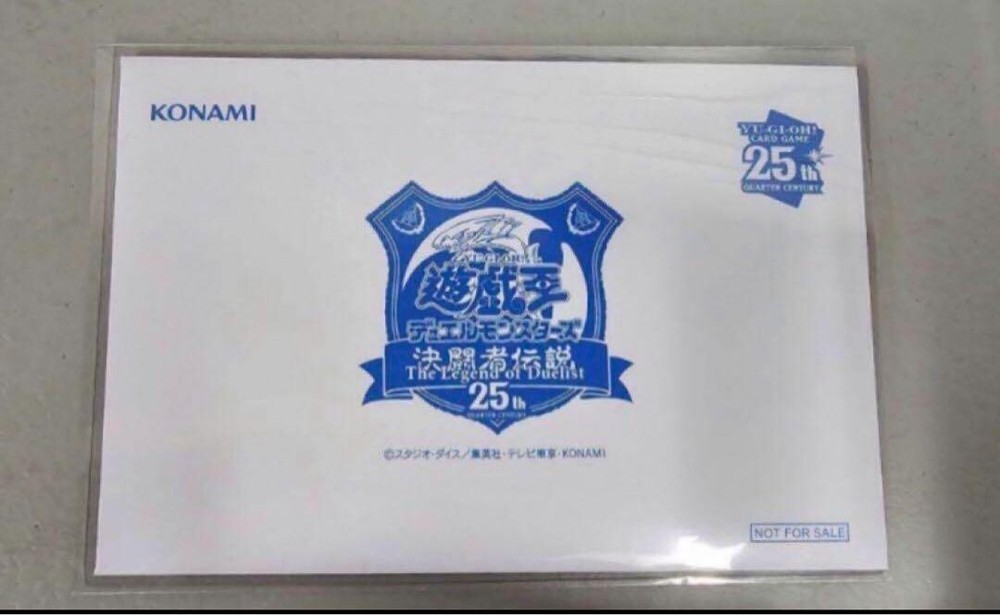 KONAMI
YU-GI-OH!
CARD GAME
25th
QUARTER CENTURY
YU-GI-OH!
遊戯王
デュエルモンスターズ
決闘者伝説
The Legend of Duelist
25th
QUARTER CENTURY
©スタジオ・ダイス／集英社・テレビ東京・KONAMI
NOT FOR SALE